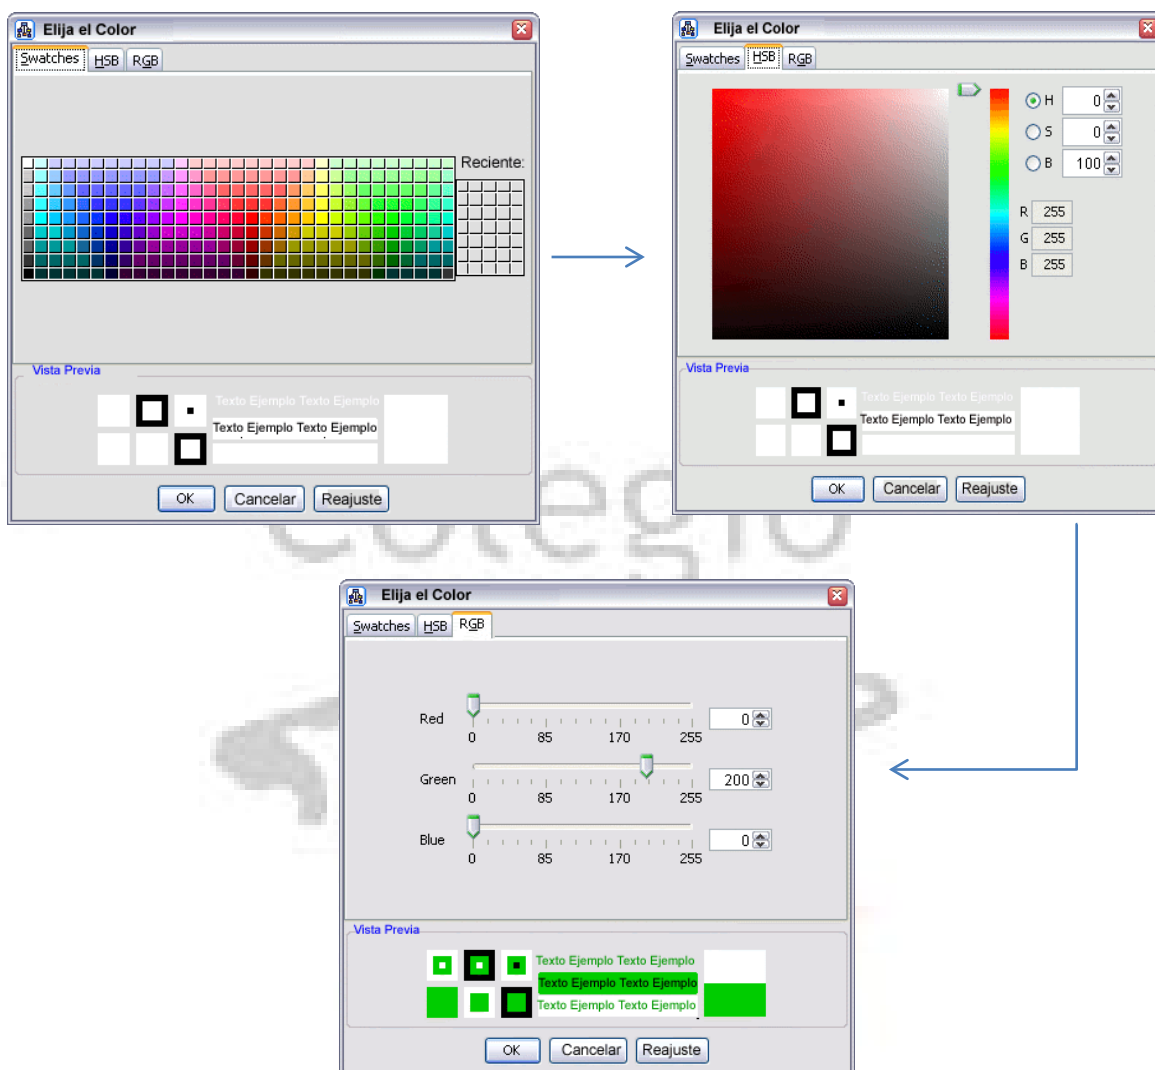 Elija el Color
Swatches HSB RGB
Reciente:
Vista Previa
Texto Ejemplo Texto Ejemplo
Texto Ejemplo Texto Ejemplo
OK Cancelar Reajuste
Elija el Color
Swatches HSB RGB
H 0
S 0
B 100
R 255
G 255
B 255
Vista Previa
Texto Ejemplo Texto Ejemplo
Texto Ejemplo Texto Ejemplo
OK Cancelar Reajuste
Colegio
Elija el Color
Swatches HSB RGB
Red 0
0 85 170 255
Green 200
0 85 170 255
Blue 0
0 85 170 255
Vista Previa
Texto Ejemplo Texto Ejemplo
Texto Ejemplo Texto Ejemplo
Texto Ejemplo Texto Ejemplo
OK Cancelar Reajuste